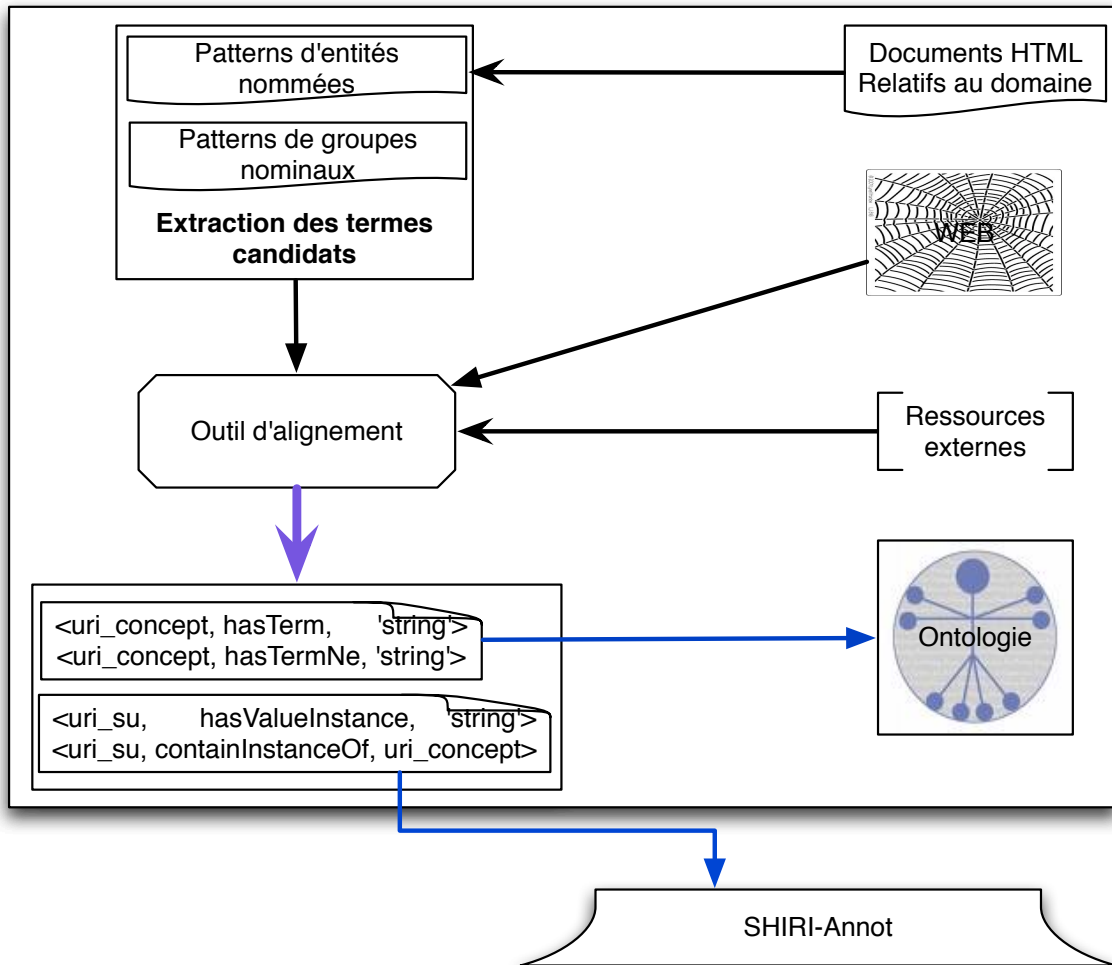 Patterns d'entités
nommées
Documents HTML
Relatifs au domaine
Patterns de groupes
nominaux
Extraction des termes
candidats
WEB
Outil d'alignement
Ressources
externes
<uri_concept, hasTerm, 'string'>
<uri_concept, hasTermNe, 'string'>
Ontologie
<uri_su, hasValueInstance, 'string'>
<uri_su, containInstanceOf, uri_concept>
SHIRI-Annot